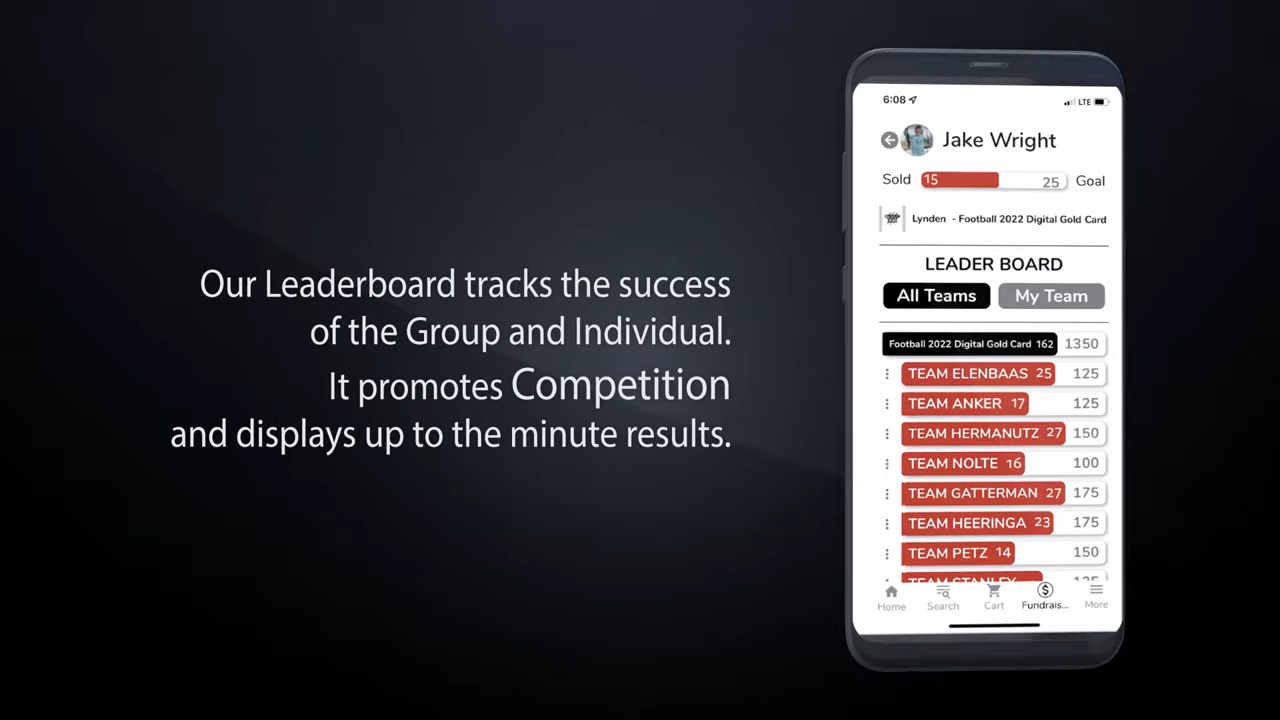 Our Leaderboard tracks the success
of the Group and Individual.
It promotes Competition
and displays up to the minute results.
6:08
LTE
Jake Wright
Sold 15 25 Goal
Lynden - Football 2022 Digital Gold Card
LEADER BOARD
All Teams My Team
Football 2022 Digital Gold Card 162 1350
TEAM ELENBAAS 25 125
TEAM ANKER 17 125
TEAM HERMANUTZ 27 150
TEAM NOLTE 16 100
TEAM GATTERMAN 27 175
TEAM HEERINGA 23 175
TEAM PETZ 14 150
TEAM STANLEY
Home Search Cart Fundrais... More